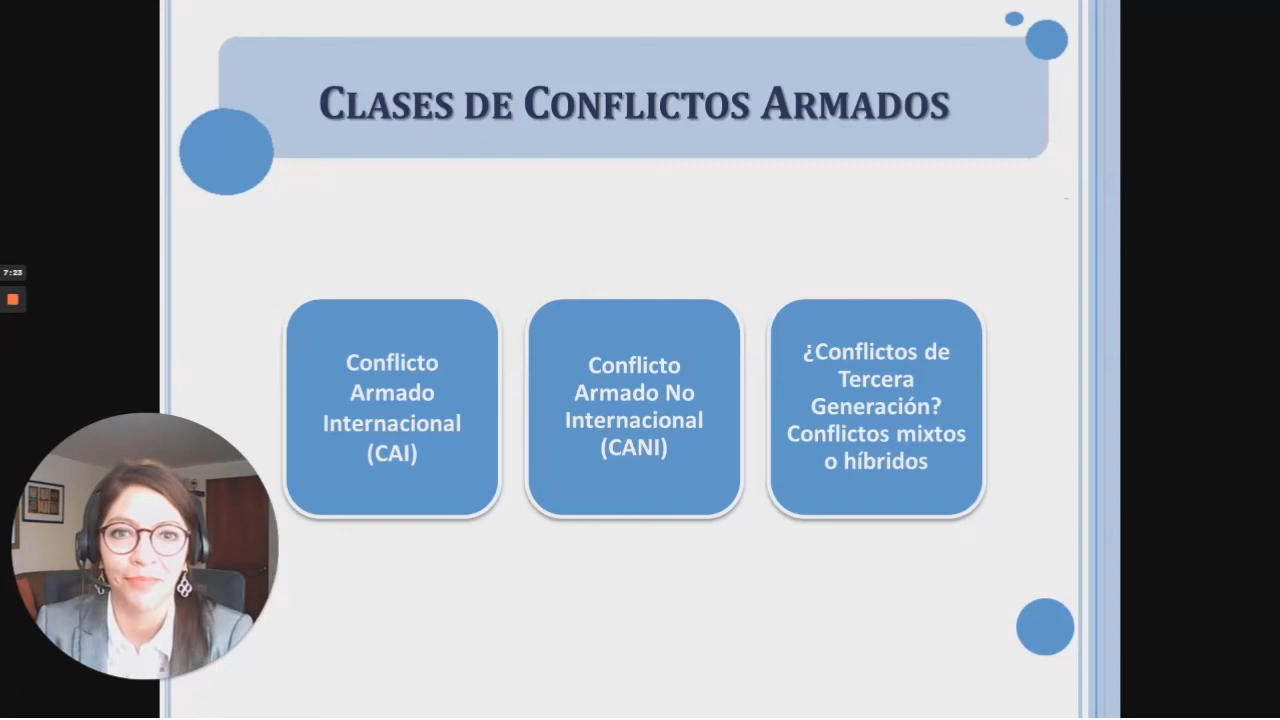 CLASES DE CONFLICTOS ARMADOS
7:23
Conflicto
Armado
Internacional
(CAI)
Conflicto
Armado No
Internacional
(CANI)
¿Conflictos de
Tercera
Generación?
Conflictos mixtos
o híbridos